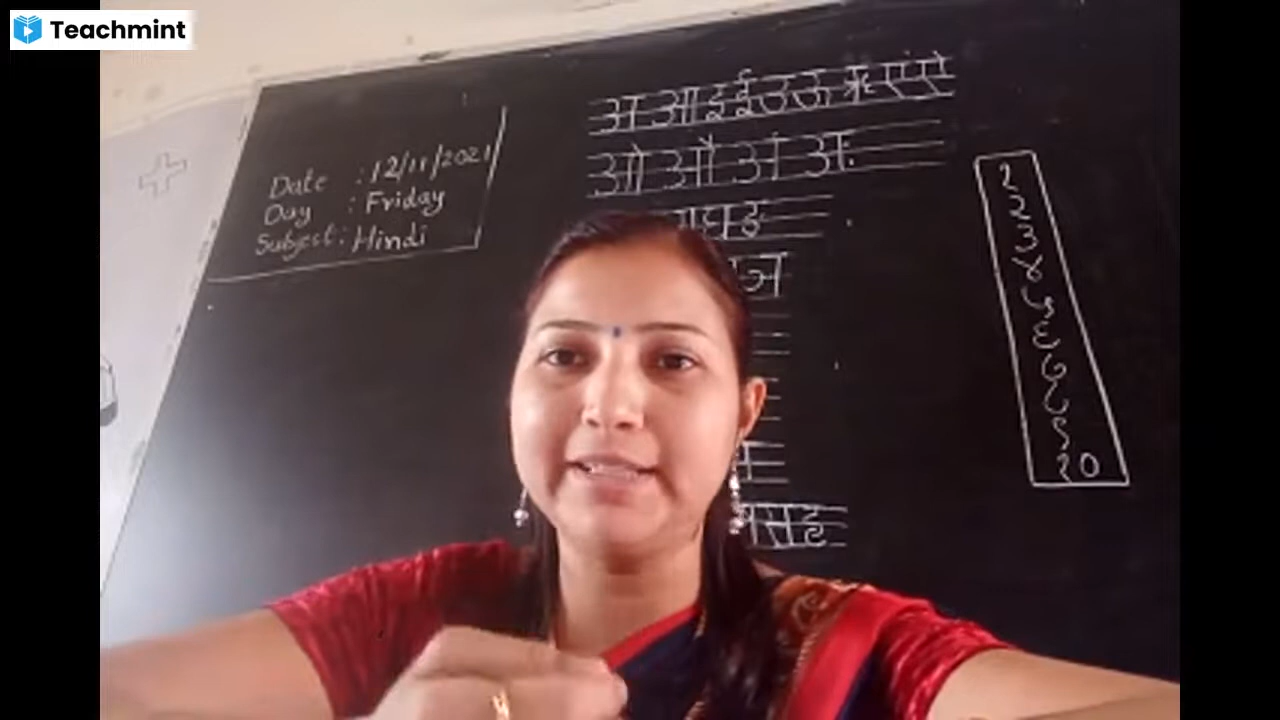 Teachmint
Date : 12/11/2021
Day : Friday
Subject : Hindi
अ आ इ ई उ ऊ ऋ ए ऐ
ओ औ अं अः
ग घ ङ
ञ
स ह
१
२
३
४
५
६
७
८
९
१०